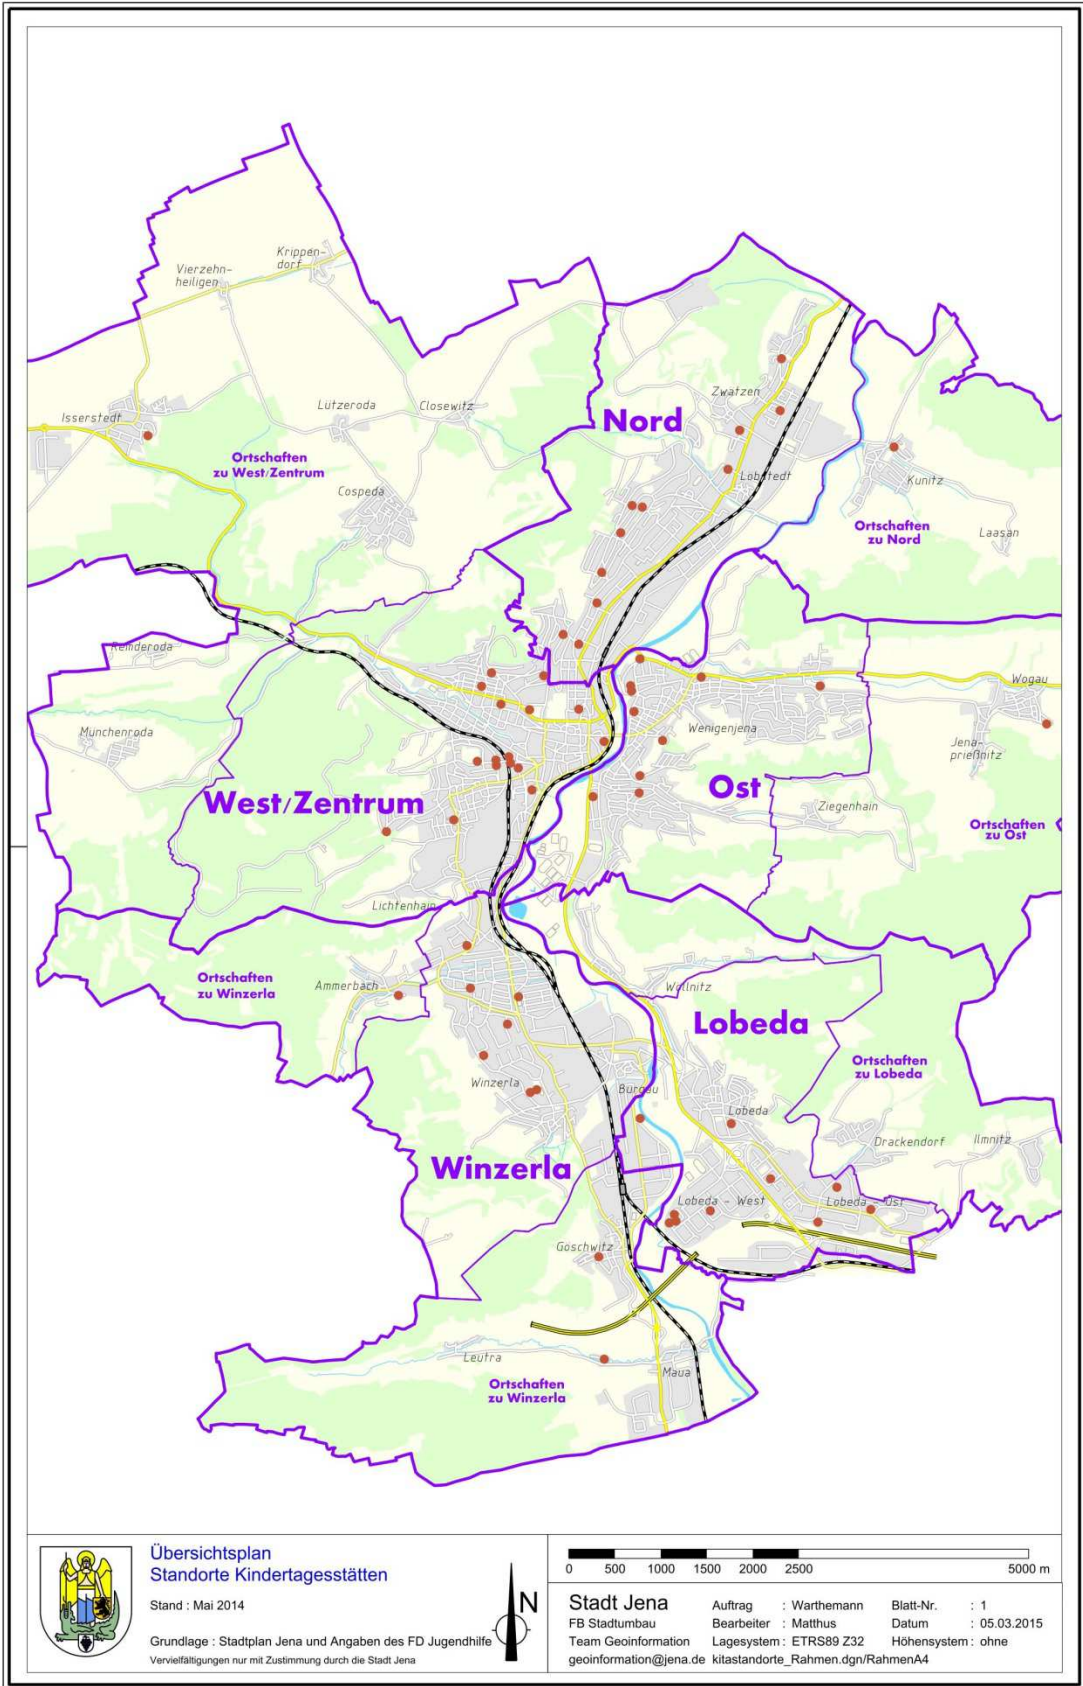 Krippen-
dorf
Vierzehn-
heiligen
Zwätzen
Isserstedt
Lützeroda
Closewitz
Nord
Ortschaften
zu West/Zentrum
Löbstedt
Kunitz
Cospeda
Ortschaften
zu Nord
Laasan
Remderoda
Wogau
Münchenroda
Wenigenjena
Jena-
prießnitz
West/Zentrum
Ost
Ziegenhain
Ortschaften
zu Ost
Lichtenhain
Ortschaften
zu Winzerla
Ammerbach
Wöllnitz
Lobeda
Ortschaften
zu Lobeda
Winzerla
Burgau
Lobeda
Drackendorf
Ilmnitz
Winzerla
Lobeda - West
Lobeda - Ost
Göschwitz
Leutra
Maua
Ortschaften
zu Winzerla
Übersichtsplan
Standorte Kindertagesstätten
Stand : Mai 2014
Grundlage : Stadtplan Jena und Angaben des FD Jugendhilfe
Vervielfältigungen nur mit Zustimmung durch die Stadt Jena
N
0 500 1000 1500 2000 2500 5000 m
Stadt Jena Auftrag : Warthemann Blatt-Nr. : 1
FB Stadtumbau Bearbeiter : Matthus Datum : 05.03.2015
Team Geoinformation Lagesystem : ETRS89 Z32 Höhensystem : ohne
geoinformation@jena.de kitastandorte_Rahmen.dgn/RahmenA4